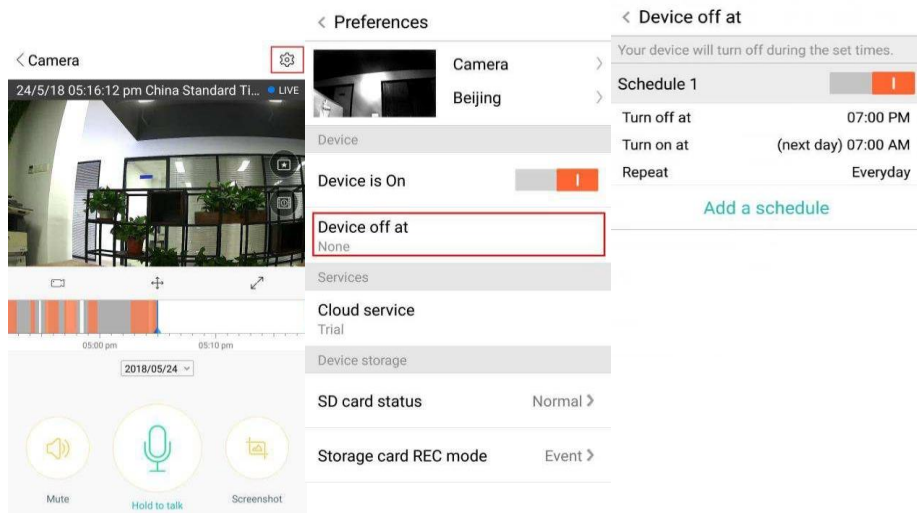 Camera
24/5/18 05:16:12 pm China Standard Ti... LIVE
05:00 pm
05:10 pm
2018/05/24
Mute
Hold to talk
Screenshot
Preferences
Camera
Beijing
Device
Device is On
Device off at
None
Services
Cloud service
Trial
Device storage
SD card status Normal
Storage card REC mode Event
Device off at
Your device will turn off during the set times.
Schedule 1
Turn off at 07:00 PM
Turn on at (next day) 07:00 AM
Repeat Everyday
Add a schedule